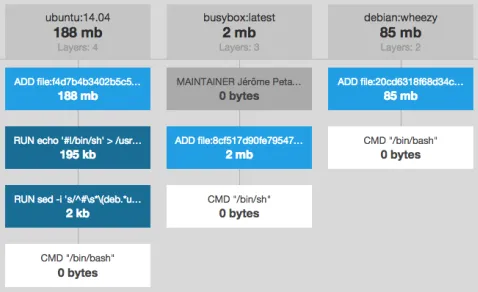 ubuntu:14.04
188 mb
Layers: 4
ADD file:f4d7b4b3402b5c5...
188 mb
RUN echo '#!/bin/sh' > /usr...
195 kb
RUN sed -i 's/^#\s*\(deb.*u...
2 kb
CMD "/bin/bash"
0 bytes
busybox:latest
2 mb
Layers: 3
MAINTAINER Jérôme Peta...
0 bytes
ADD file:8cf517d90fe79547...
2 mb
CMD "/bin/sh"
0 bytes
debian:wheezy
85 mb
Layers: 2
ADD file:20cd6318f68d34c...
85 mb
CMD "/bin/bash"
0 bytes